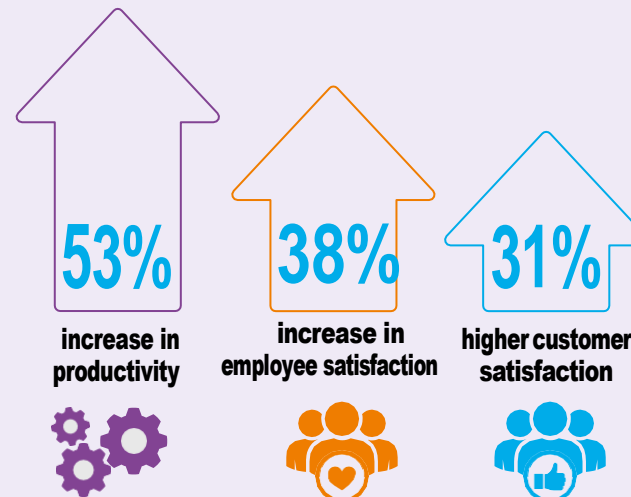 53%
increase in
productivity
38%
increase in
employee satisfaction
31%
higher customer
satisfaction